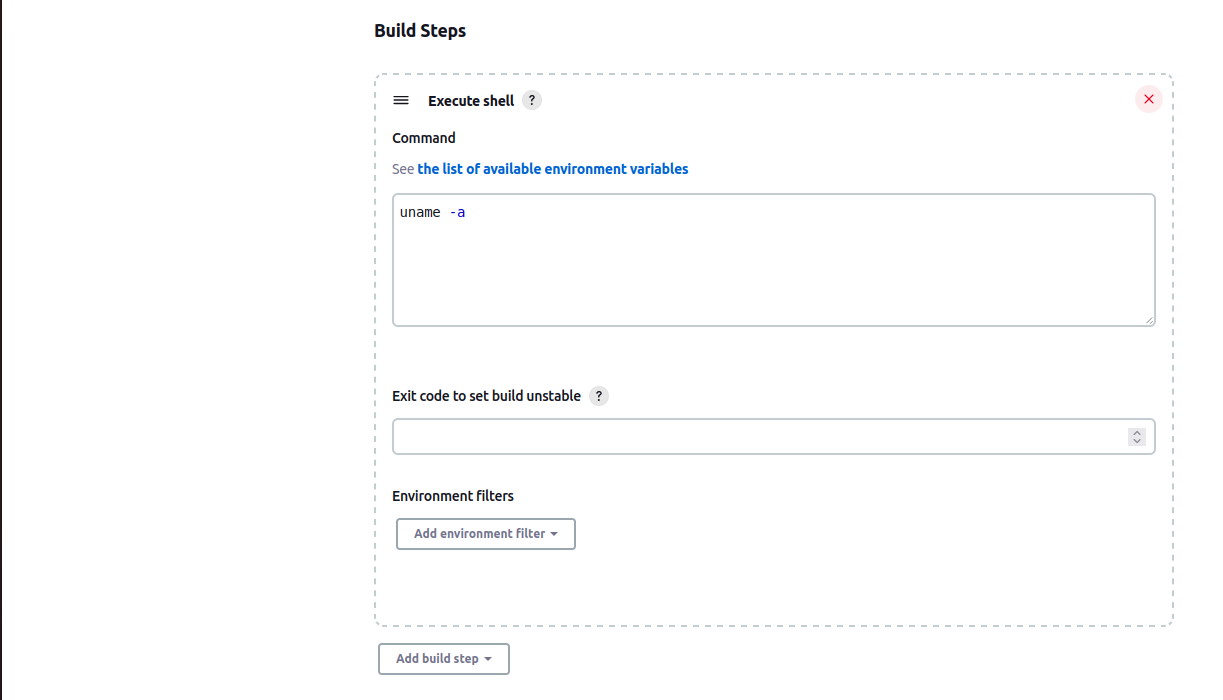 Build Steps
Execute shell ?
Command
See the list of available environment variables
uname -a
Exit code to set build unstable ?
Environment filters
Add environment filter
Add build step